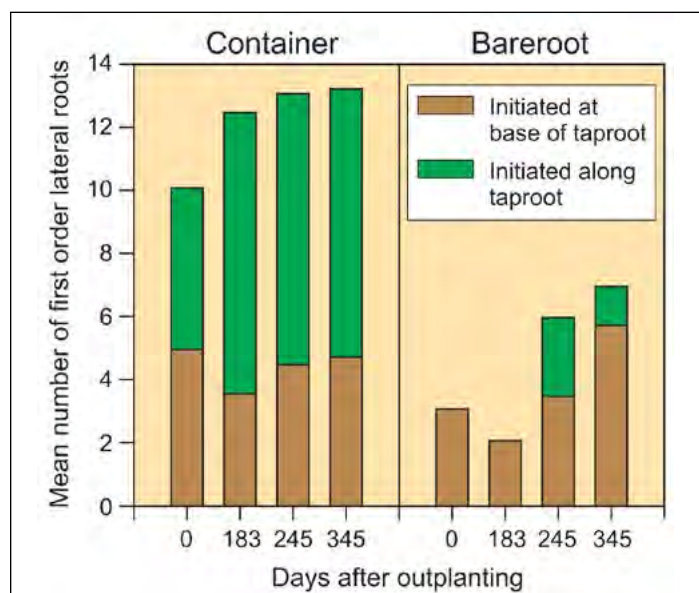 Container
Bareroot
Mean number of first order lateral roots
14
12
10
8
6
4
2
0
Initiated at
base of taproot
Initiated along
taproot
0 183 245 345
0 183 245 345
Days after outplanting